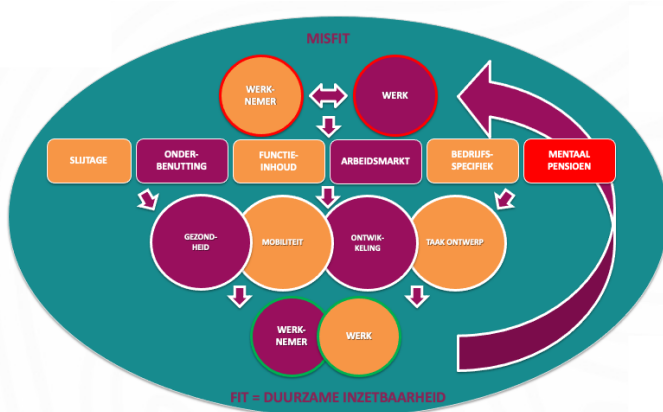 MISFIT
WERK-
NEMER
WERK
SLIJTAGE
ONDER-
BENUTTING
FUNCTIE-
INHOUD
ARBEIDSMARKT
BEDRIJFS-
SPECIFIEK
MENTAAL
PENSIOEN
GEZOND-
HEID
MOBILITEIT
ONTWIK-
KELING
TAAK ONTWERP
WERK-
NEMER
WERK
FIT = DUURZAME INZETBAARHEID